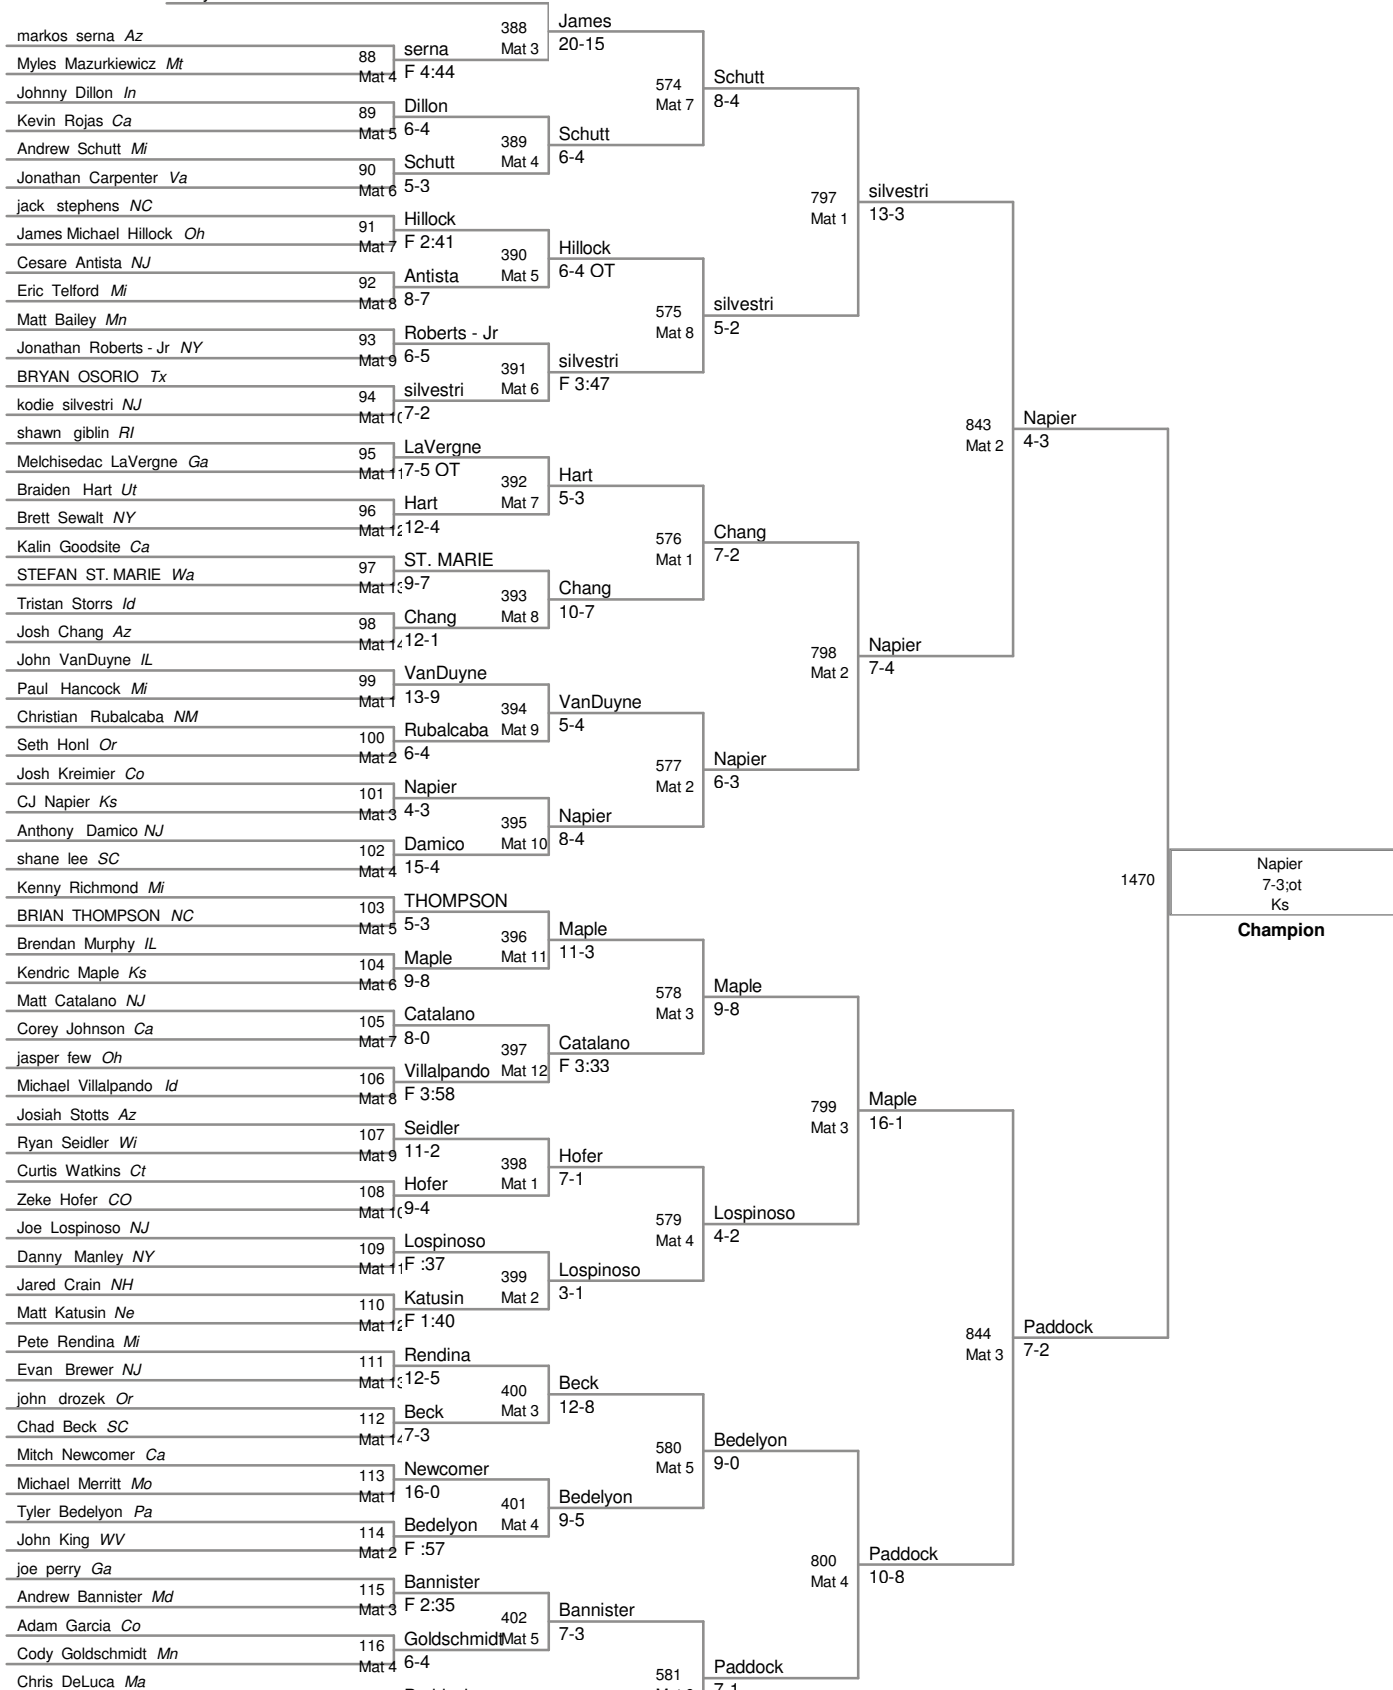 markos serna Az
Myles Mazurkiewicz Mt
Johnny Dillon In
Kevin Rojas Ca
Andrew Schutt Mi
Jonathan Carpenter Va
jack stephens NC
James Michael Hillock Oh
Cesare Antista NJ
Eric Telford Mi
Matt Bailey Mn
Jonathan Roberts - Jr NY
BRYAN OSORIO Tx
kodie silvestri NJ
shawn giblin RI
Melchisedac LaVergne Ga
Braiden Hart Ut
Brett Sewalt NY
Kalin Goodsite Ca
STEFAN ST. MARIE Wa
Tristan Storrs Id
Josh Chang Az
John VanDuyne IL
Paul Hancock Mi
Christian Rubalcaba NM
Seth Honl Or
Josh Kreimier Co
CJ Napier Ks
Anthony Damico NJ
shane lee SC
Kenny Richmond Mi
BRIAN THOMPSON NC
Brendan Murphy IL
Kendric Maple Ks
Matt Catalano NJ
Corey Johnson Ca
jasper few Oh
Michael Villalpando Id
Josiah Stotts Az
Ryan Seidler Wi
Curtis Watkins Ct
Zeke Hofer CO
Joe Lospinoso NJ
Danny Manley NY
Jared Crain NH
Matt Katusin Ne
Pete Rendina Mi
Evan Brewer NJ
john drozek Or
Chad Beck SC
Mitch Newcomer Ca
Michael Merritt Mo
Tyler Bedelyon Pa
John King WV
joe perry Ga
Andrew Bannister Md
Adam Garcia Co
Cody Goldschmidt Mn
Chris DeLuca Ma
88 serna
Mat 4 F 4:44
89 Dillon
Mat 5 6-4
90 Schutt
Mat 6 5-3
91 Hillock
Mat 7 F 2:41
92 Antista
Mat 8 8-7
93 Roberts - Jr
Mat 9 6-5
94 silvestri
Mat 10 7-2
95 LaVergne
Mat 11 7-5 OT
96 Hart
Mat 12 12-4
97 ST. MARIE
Mat 13 9-7
98 Chang
Mat 14 12-1
99 VanDuyne
Mat 1 13-9
100 Rubalcaba
Mat 2 6-4
101 Napier
Mat 3 4-3
102 Damico
Mat 4 15-4
103 THOMPSON
Mat 5 5-3
104 Maple
Mat 6 9-8
105 Catalano
Mat 7 8-0
106 Villalpando
Mat 8 F 3:58
107 Seidler
Mat 9 11-2
108 Hofer
Mat 10 9-4
109 Lospinoso
Mat 11 F :37
110 Katusin
Mat 12 F 1:40
111 Rendina
Mat 13 12-5
112 Beck
Mat 14 7-3
113 Newcomer
Mat 1 16-0
114 Bedelyon
Mat 2 F :57
115 Bannister
Mat 3 F 2:35
116 Goldschmidt
Mat 4 6-4
388 James
Mat 3 20-15
389 Schutt
Mat 4 6-4
390 Hillock
Mat 5 6-4 OT
391 silvestri
Mat 6 F 3:47
392 Hart
Mat 7 5-3
393 Chang
Mat 8 10-7
394 VanDuyne
Mat 9 5-4
395 Napier
Mat 10 8-4
396 Maple
Mat 11 11-3
397 Catalano
Mat 12 F 3:33
398 Hofer
Mat 1 7-1
399 Lospinoso
Mat 2 3-1
400 Beck
Mat 3 12-8
401 Bedelyon
Mat 4 9-5
402 Bannister
Mat 5 7-3
574 Schutt
Mat 7 8-4
575 silvestri
Mat 8 5-2
576 Chang
Mat 1 7-2
577 Napier
Mat 2 6-3
578 Maple
Mat 3 9-8
579 Lospinoso
Mat 4 4-2
580 Bedelyon
Mat 5 9-0
581 Paddock
7-1
797 silvestri
Mat 1 13-3
798 Napier
Mat 2 7-4
799 Maple
Mat 3 16-1
800 Paddock
Mat 4 10-8
843 Napier
Mat 2 4-3
844 Paddock
Mat 3 7-2
1470
Napier
7-3;ot
Ks
Champion